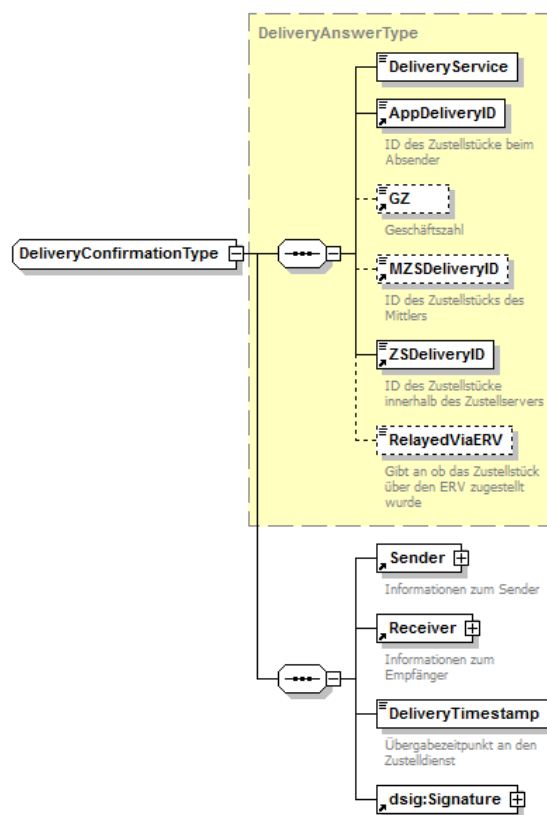 DeliveryAnswerType
DeliveryService
AppDeliveryID
ID des Zustellstücke beim
Absender
GZ
Geschäftszahl
DeliveryConfirmationType
MZSDeliveryID
ID des Zustellstücks des
Mittlers
ZSDeliveryID
ID des Zustellstücke
innerhalb des Zustellservers
RelayedViaERV
Gibt an ob das Zustellstück
über den ERV zugestellt
wurde
Sender
Informationen zum Sender
Receiver
Informationen zum
Empfänger
DeliveryTimestamp
Übergabezeitpunkt an den
Zustelldienst
dsig:Signature